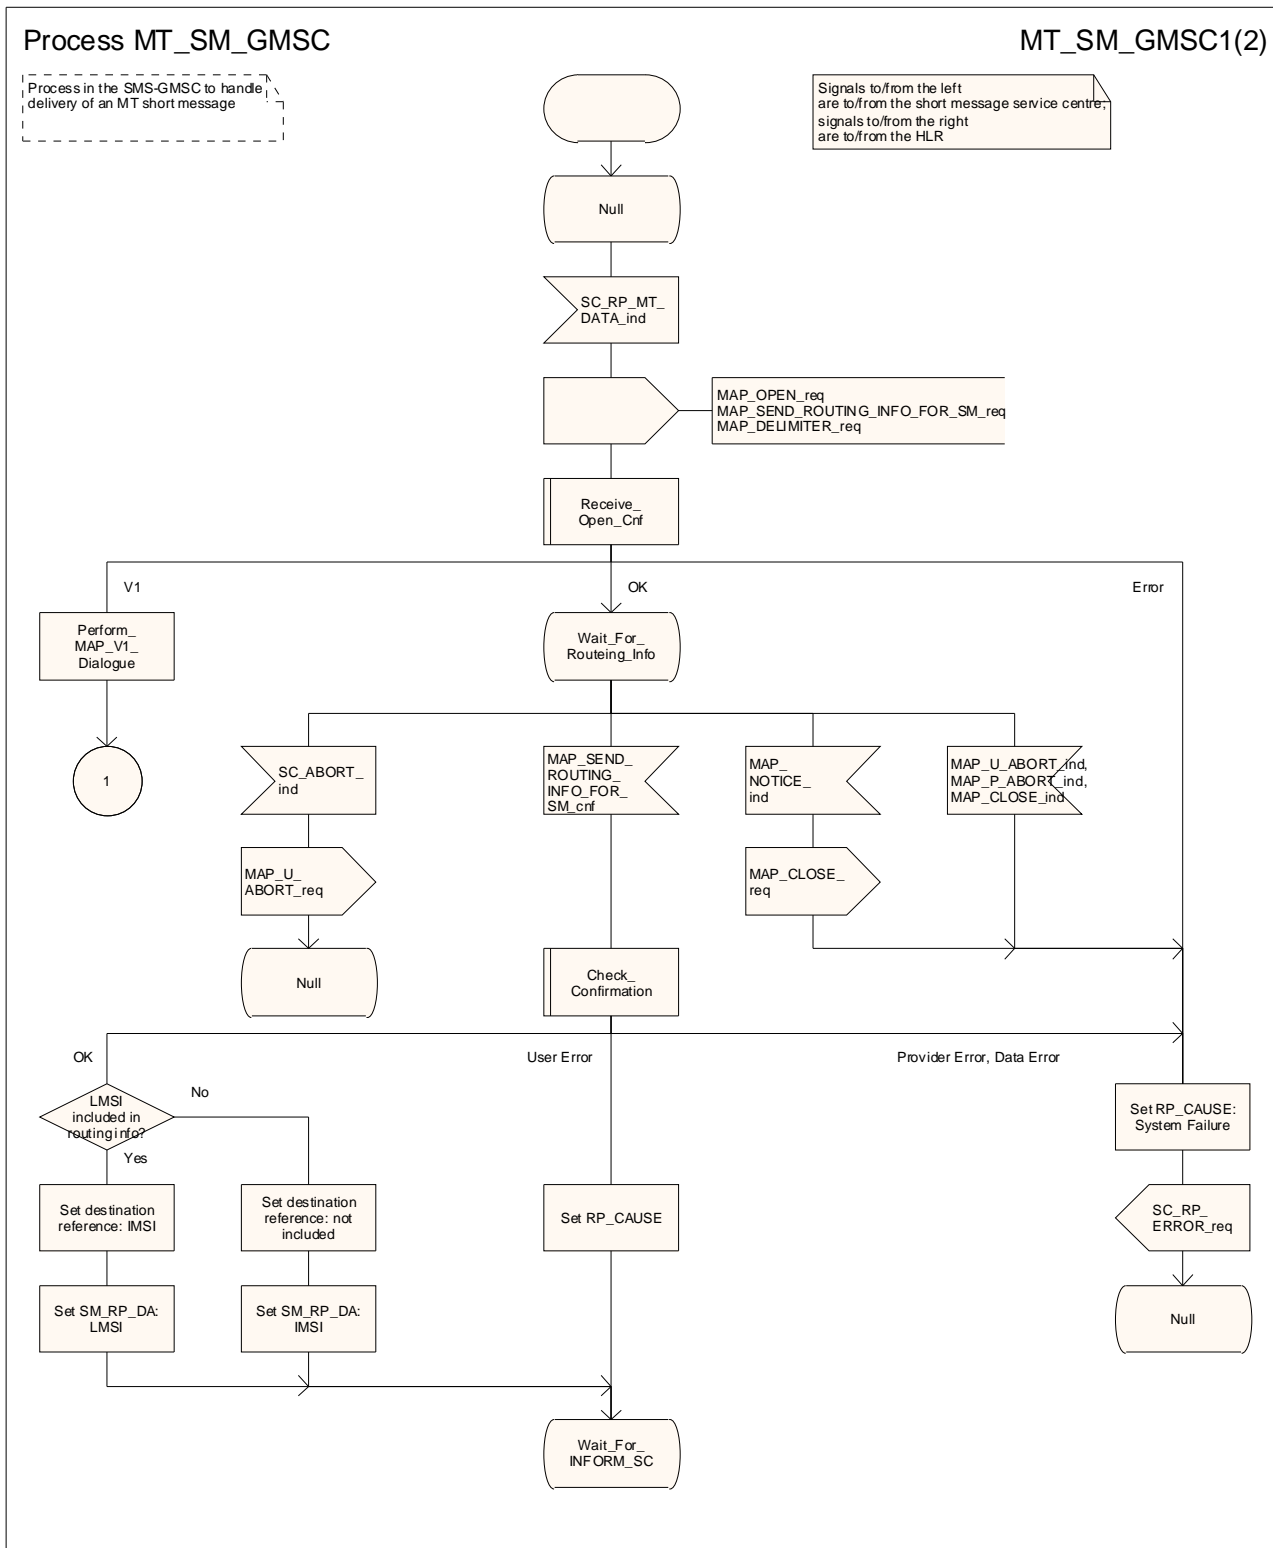 Process MT_SM_GMSC
MT_SM_GMSC1(2)
Process in the SMS-GMSC to handle
delivery of an MT short message
Signals to/from the left
are to/from the short message service centre;
signals to/from the right
are to/from the HLR
Null
SC_RP_MT_
DATA_ind
MAP_OPEN_req
MAP_SEND_ROUTING_INFO_FOR_SM_req
MAP_DELIMITER_req
Receive_
Open_Cnf
V1
OK
Error
Perform_
MAP_V1_
Dialogue
Wait_For_
Routeing_Info
1
SC_ABORT_
ind
MAP_SEND_
ROUTING_
INFO_FOR_
SM_cnf
MAP_
NOTICE_
ind
MAP_U_ABORT_ind,
MAP_P_ABORT_ind,
MAP_CLOSE_ind
MAP_U_
ABORT_req
MAP_CLOSE_
req
Null
Check_
Confirmation
OK
User Error
Provider Error, Data Error
LMSI
included in
routing info?
No
Yes
Set RP_CAUSE:
System Failure
Set destination
reference: IMSI
Set destination
reference: not
included
Set RP_CAUSE
SC_RP_
ERROR_req
Set SM_RP_DA:
LMSI
Set SM_RP_DA:
IMSI
Null
Wait_For_
INFORM_SC